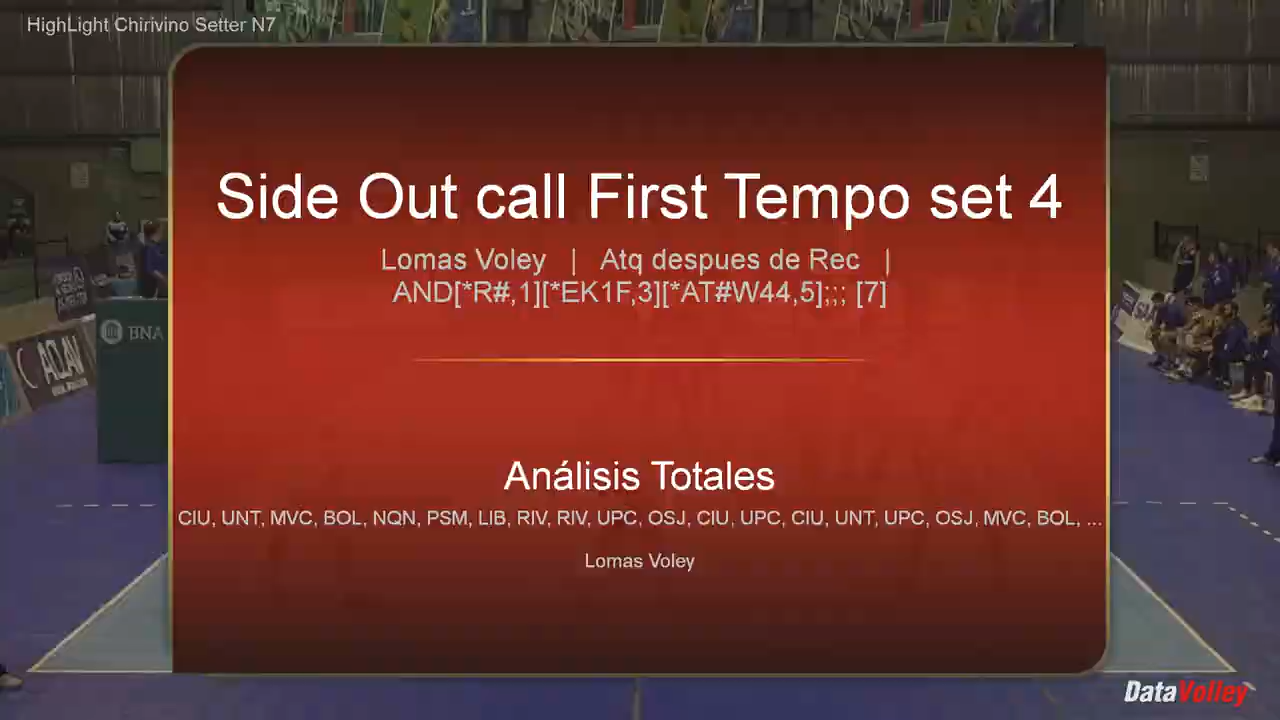 HighLight Chirivino Setter N7
Side Out call First Tempo set 4
Lomas Voley | Atq despues de Rec |
AND[*R#,1][*EK1F,3][*AT#W44,5];;; [7]
BNA
ACLAV
Análisis Totales
CIU, UNT, MVC, BOL, NQN, PSM, LIB, RIV, RIV, UPC, OSJ, CIU, UPC, CIU, UNT, UPC, OSJ, MVC, BOL, ...
Lomas Voley
DataVolley